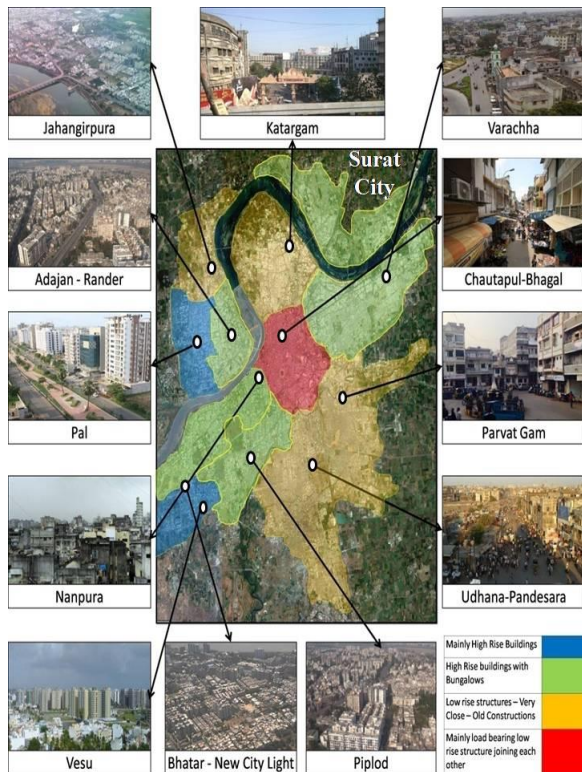 Jahangirpura
Katargam
Varachha
Surat
City
Adajan - Rander
Chautapul-Bhagal
Pal
Parvat Gam
Nanpura
Udhana-Pandesara
Vesu
Bhatar - New City Light
Piplod
Mainly High Rise Buildings
High Rise buildings with
Bungalows
Low rise structures – Very
Close – Old Constructions
Mainly load bearing low
rise structure joining each
other